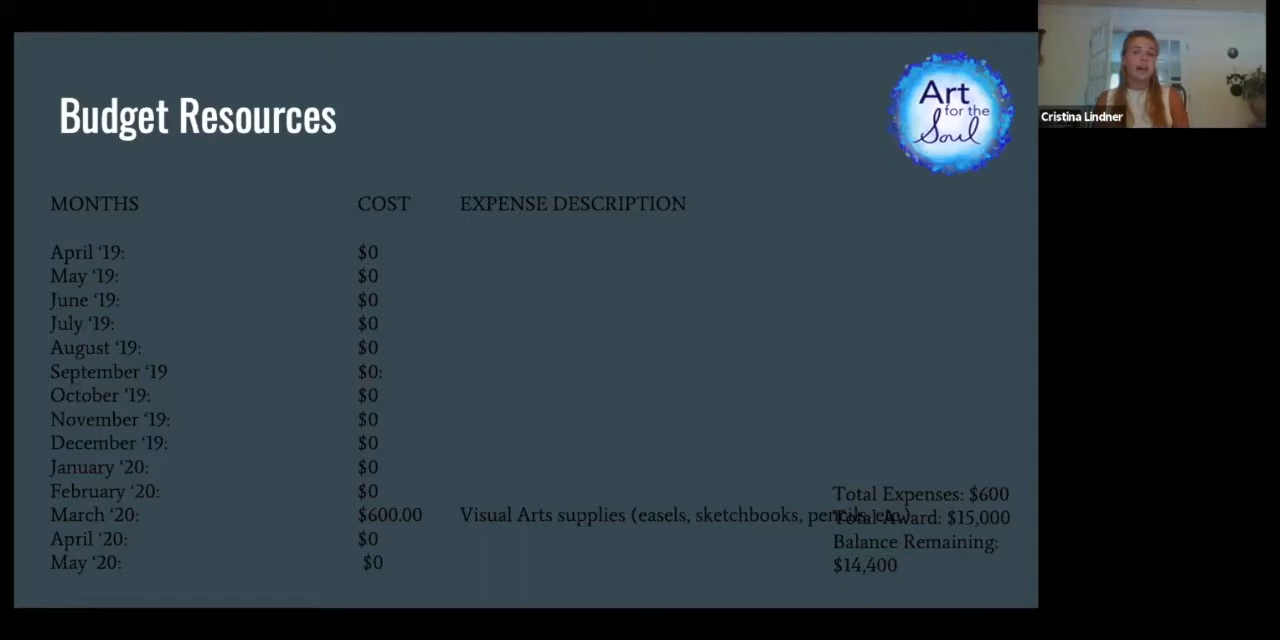 Budget Resources
Art
for the
Soul
Cristina Lindner
MONTHS COST EXPENSE DESCRIPTION
April ‘19: $0
May ‘19: $0
June ‘19: $0
July ‘19: $0
August ‘19: $0
September ‘19 $0:
October ’19: $0
November ‘19: $0
December ‘19: $0
January ‘20: $0
February ‘20: $0
March ‘20: $600.00 Visual Arts supplies (easels, sketchbooks, pencils, etc.)
April ‘20: $0
May ‘20: $0
Total Expenses: $600
Total Award: $15,000
Balance Remaining:
$14,400